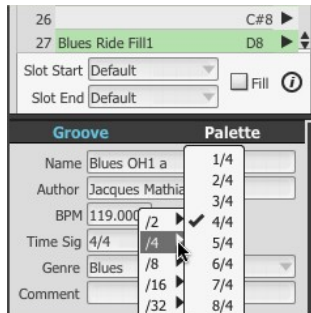 26 C#8
27 Blues Ride Fill1 D8
Slot Start Default
Fill
Slot End Default
Groove Palette
Name Blues OH1 a
Author Jacques Mathia
BPM 119.000
Time Sig 4/4
Genre Blues
Comment
/2
/4
/8
/16
/32
1/4
2/4
3/4
4/4
5/4
6/4
7/4
8/4